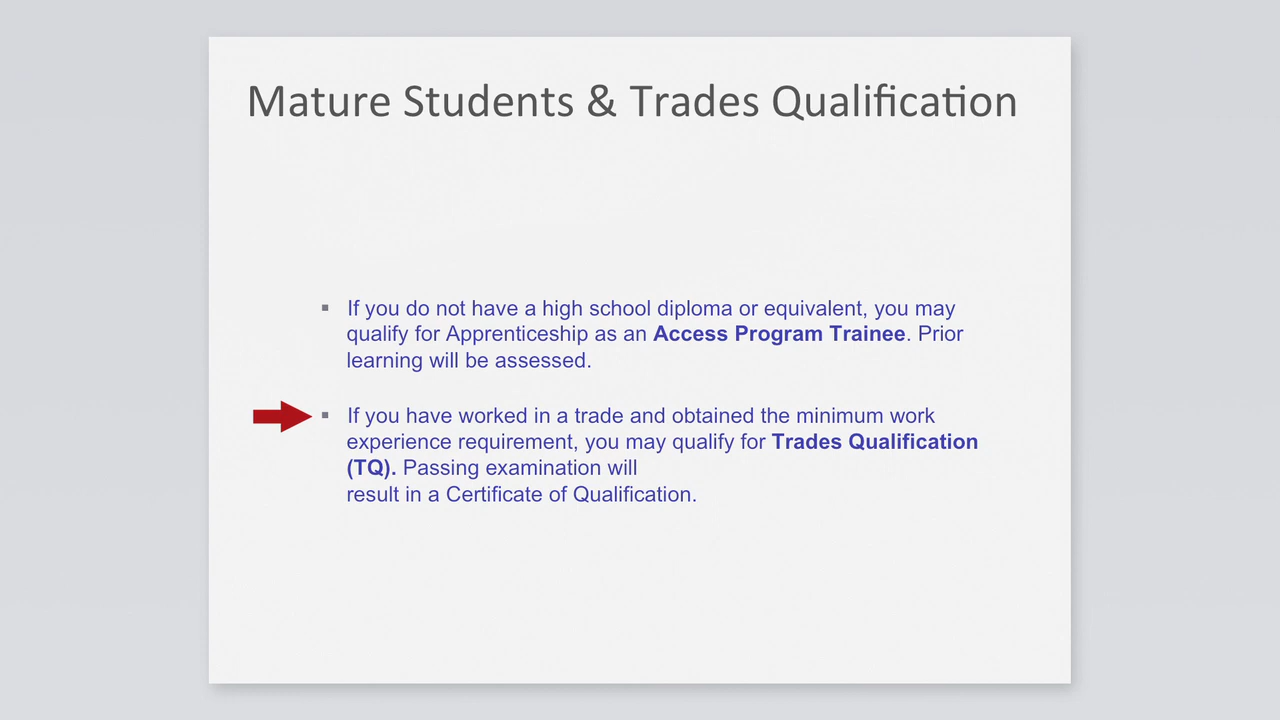 Mature Students & Trades Qualification
▪ If you do not have a high school diploma or equivalent, you may
qualify for Apprenticeship as an Access Program Trainee. Prior
learning will be assessed.
▪ If you have worked in a trade and obtained the minimum work
experience requirement, you may qualify for Trades Qualification
(TQ). Passing examination will
result in a Certificate of Qualification.